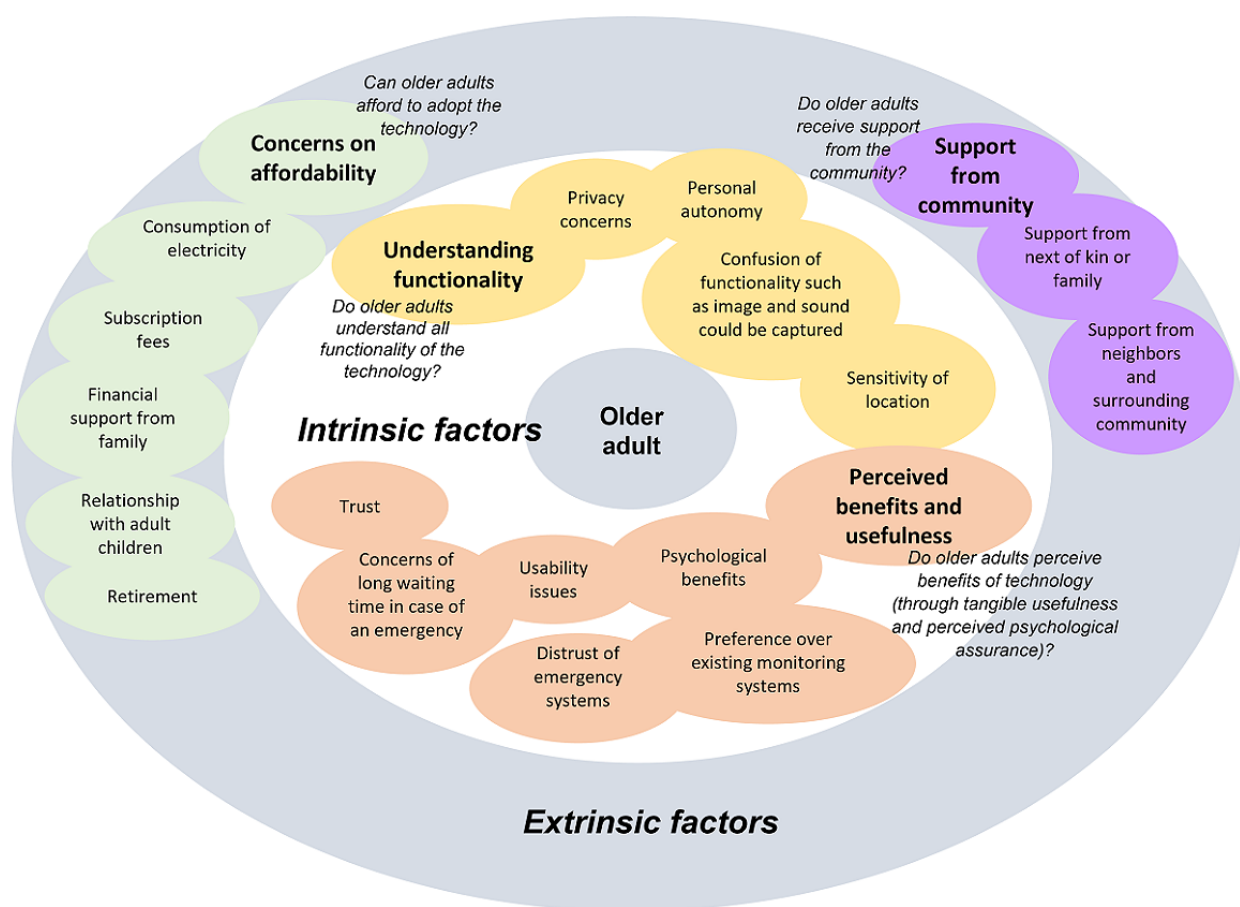 Can older adults
afford to adopt the
technology?
Concerns on
affordability
Consumption of
electricity
Subscription
fees
Financial
support from
family
Relationship
with adult
children
Retirement
Do older adults
receive support
from the
community?
Support
from
community
Support from
next of kin or
family
Support from
neighbors
and
surrounding
community
Understanding
functionality
Do older adults
understand all
functionality of the
technology?
Privacy
concerns
Personal
autonomy
Confusion of
functionality such
as image and sound
could be captured
Sensitivity of
location
Intrinsic factors
Older
adult
Perceived
benefits and
usefulness
Do older adults perceive
benefits of technology
(through tangible usefulness
and perceived psychological
assurance)?
Psychological
benefits
Usability
issues
Concerns of
long waiting
time in case of
an emergency
Trust
Preference over
existing monitoring
systems
Distrust of
emergency
systems
Extrinsic factors